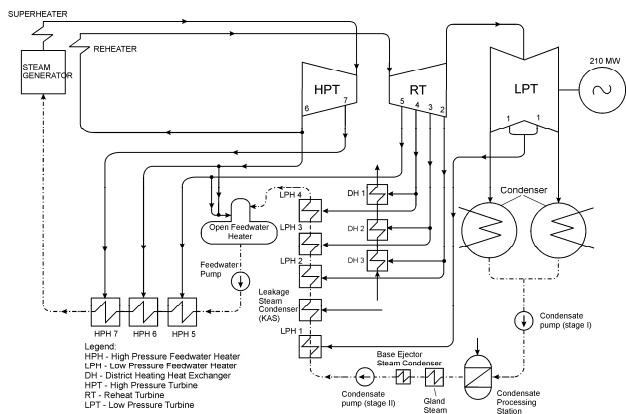 SUPERHEATER
REHEATER
STEAM
GENERATOR
HPT
6
7
RT
5
4
3
2
LPT
1
1
210 MW
DH 1
DH 2
DH 3
LPH 4
LPH 3
LPH 2
Leakage
Steam
Condenser
(KAS)
LPH 1
Open Feedwater
Heater
Feedwater
Pump
Condenser
HPH 7
HPH 6
HPH 5
Condensate
pump (stage I)
Base Ejector
Steam Condenser
Condensate
pump (stage II)
Gland
Steam
Condensate
Processing
Station
Legend:
HPH - High Pressure Feedwater Heater
LPH - Low Pressure Feedwater Heater
DH - District Heating Heat Exchanger
HPT - High Pressure Turbine
RT - Reheat Turbine
LPT - Low Pressure Turbine